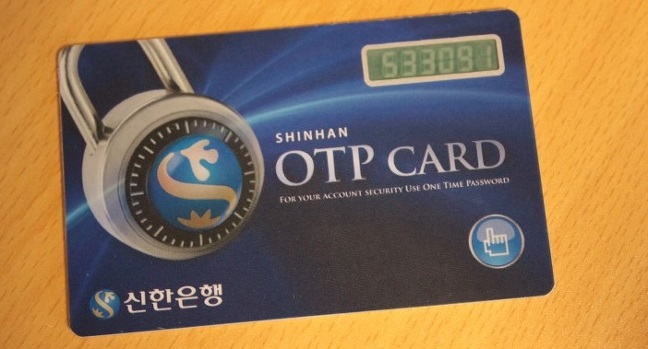 533091
SHINHAN
OTP CARD
FOR YOUR ACCOUNT SECURITY USE ONE TIME PASSWORD
신한은행